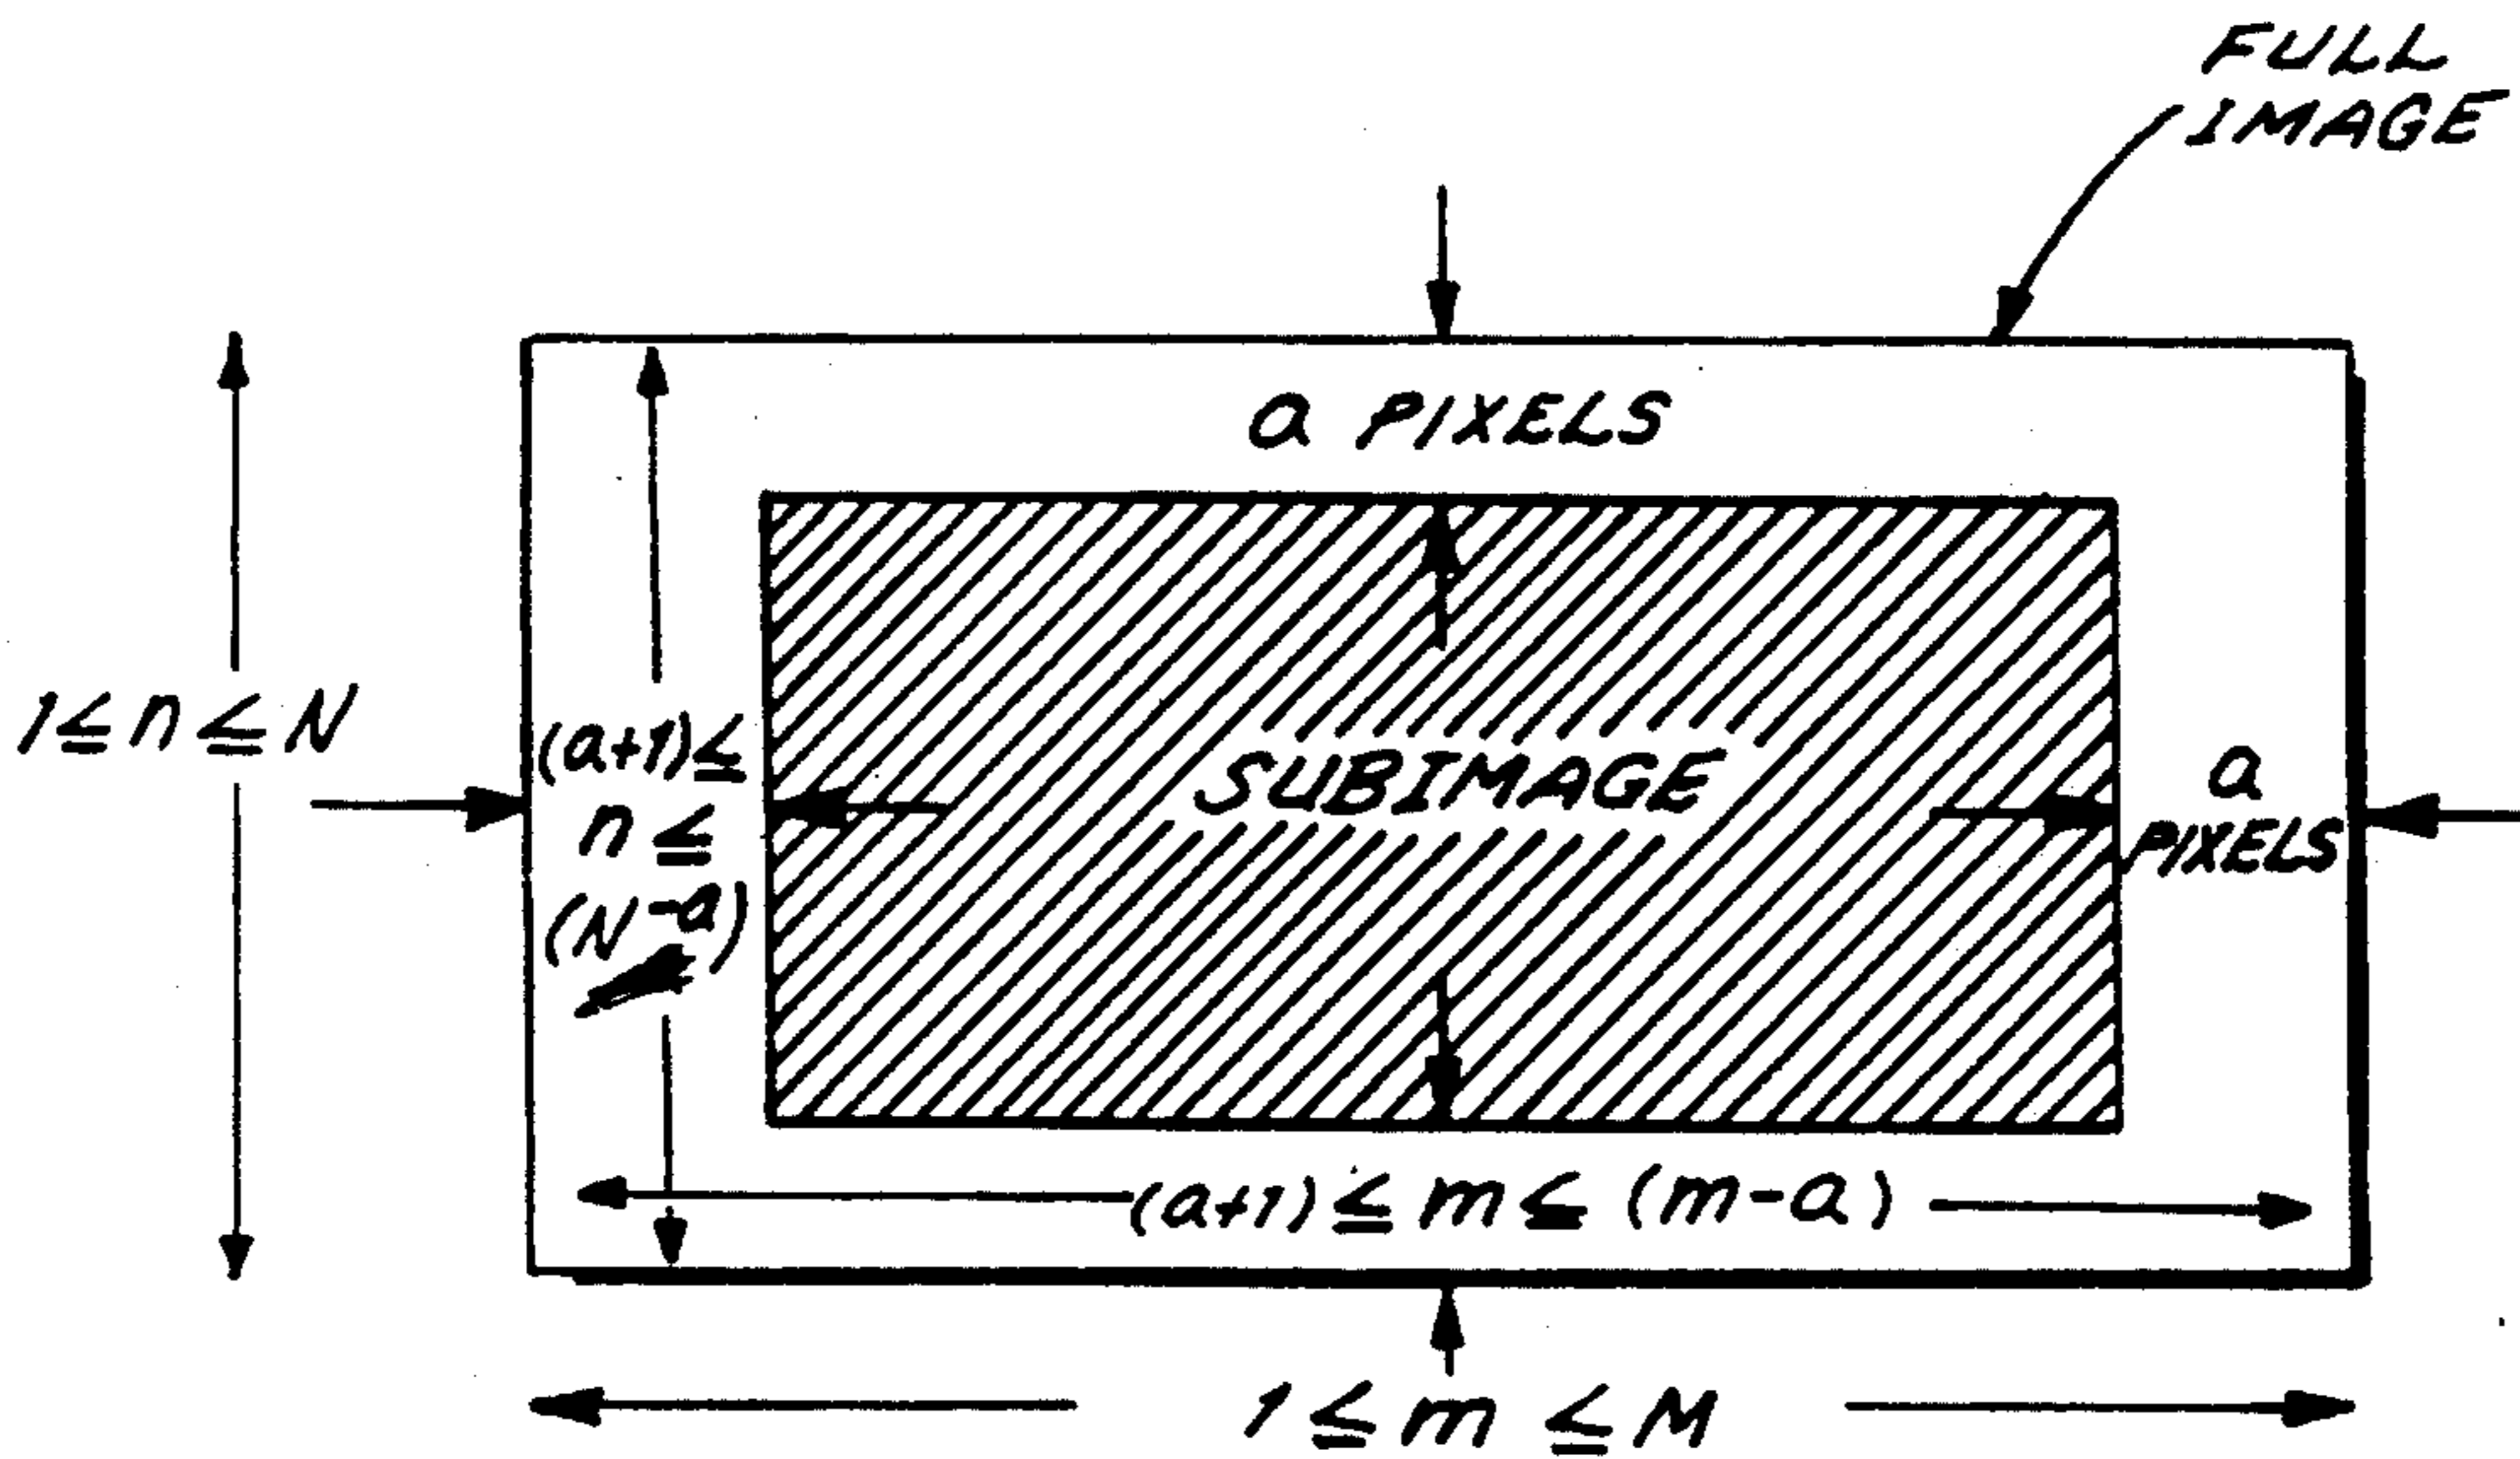 FULL
IMAGE
a PIXELS
1≤n≤N
(a+1)≤
n≤
(N-a)
SUBIMAGE
a
PIXELS
(a+1)≤m≤(m-a)
1≤m≤M